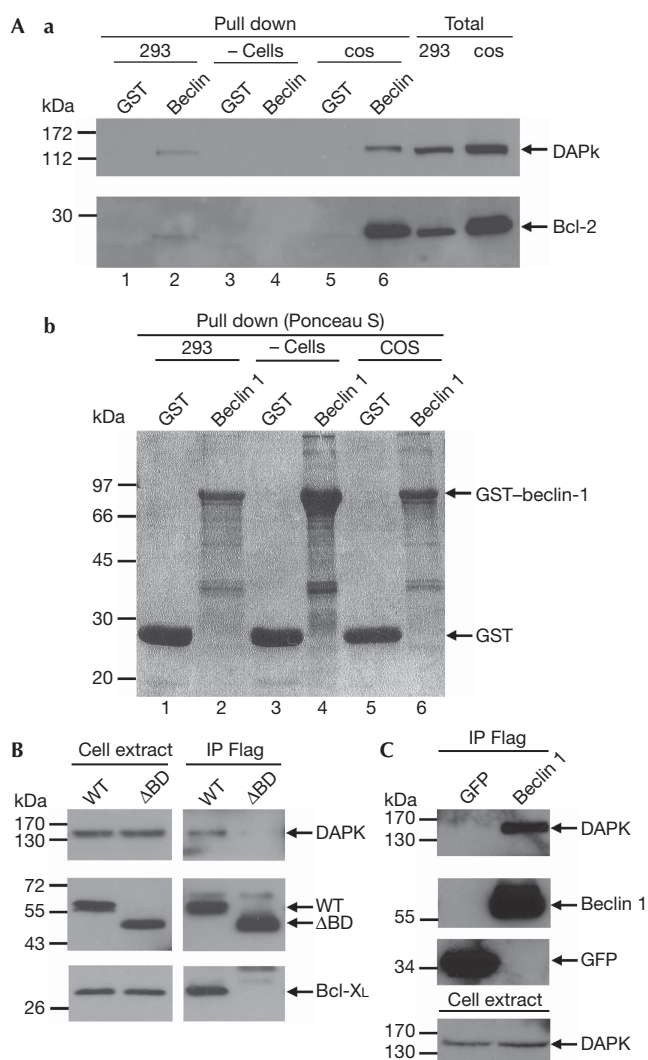 A a
Pull down Total
293 – Cells cos 293 cos
GST Beclin GST Beclin GST Beclin
kDa
172
112
DAPk
30
Bcl-2
1 2 3 4 5 6
b
Pull down (Ponceau S)
293 – Cells COS
GST Beclin 1 GST Beclin 1 GST Beclin 1
kDa
97
GST–beclin-1
66
45
30
GST
20
1 2 3 4 5 6
B
Cell extract IP Flag
WT ΔBD WT ΔBD
kDa
170
130
DAPK
72
WT
55
ΔBD
43
Bcl-XL
26
C
IP Flag
GFP Beclin 1
kDa
170
DAPK
130
Beclin 1
55
GFP
34
Cell extract
170
DAPK
130